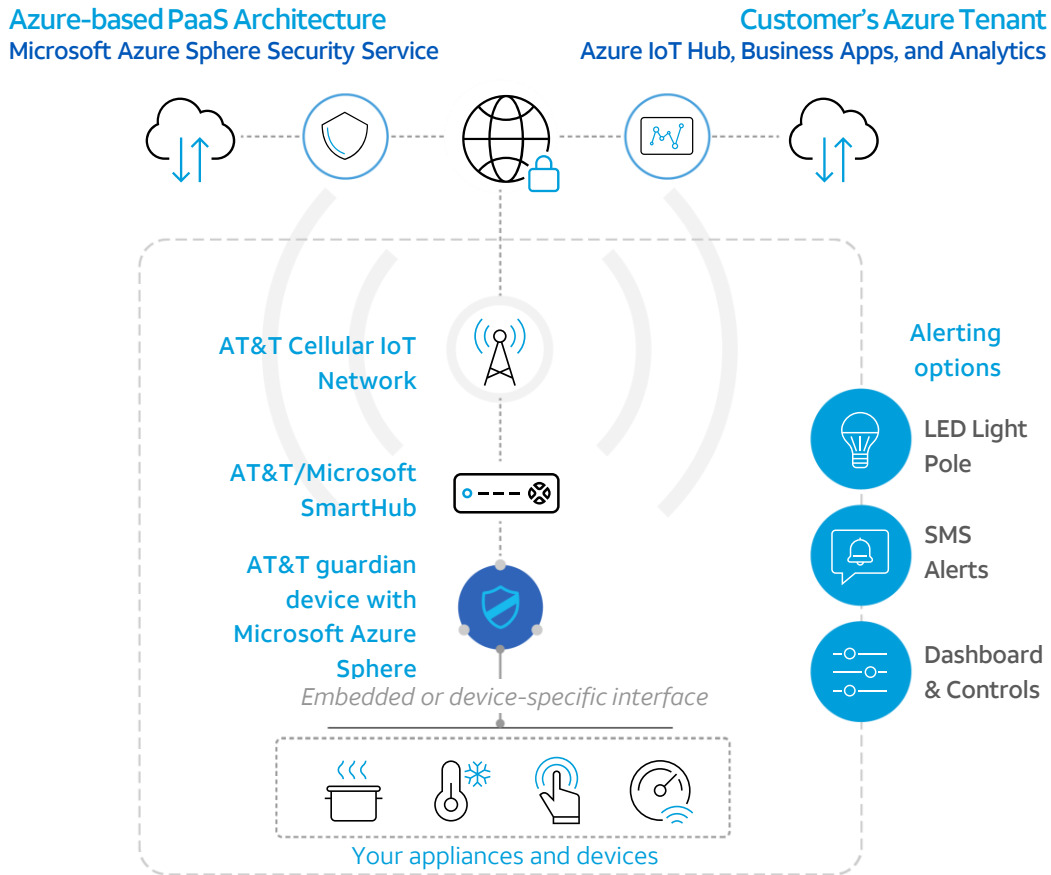 Azure-based PaaS Architecture
Microsoft Azure Sphere Security Service
Customer's Azure Tenant
Azure IoT Hub, Business Apps, and Analytics
AT&T Cellular IoT
Network
AT&T/Microsoft
SmartHub
AT&T guardian
device with
Microsoft Azure
Sphere
Embedded or device-specific interface
Your appliances and devices
Alerting
options
LED Light
Pole
SMS
Alerts
Dashboard
& Controls